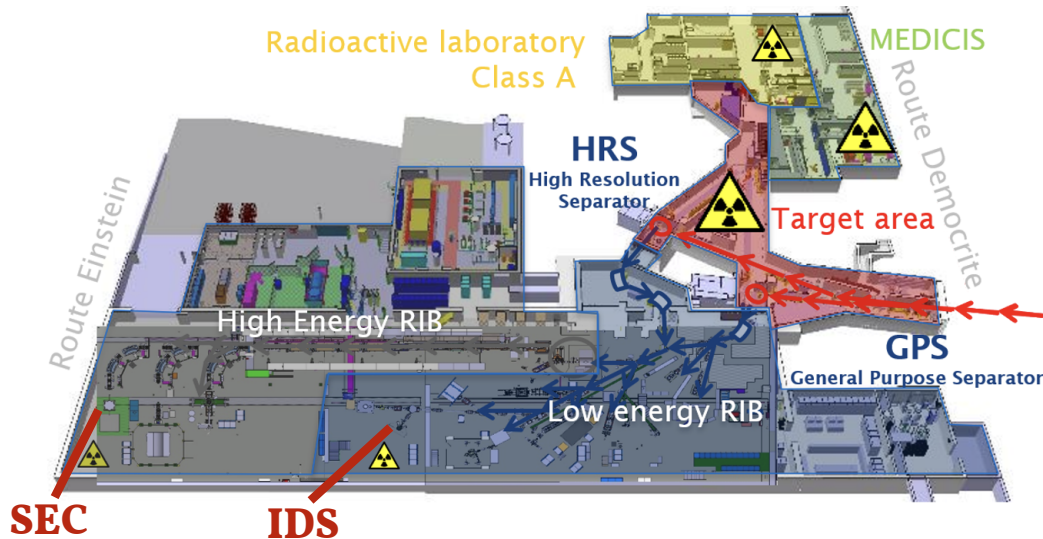 Radioactive laboratory
Class A
MEDICIS
Route Democrite
HRS
High Resolution
Separator
Target area
Route Einstein
High Energy RIB
GPS
General Purpose Separator
Low energy RIB
SEC
IDS